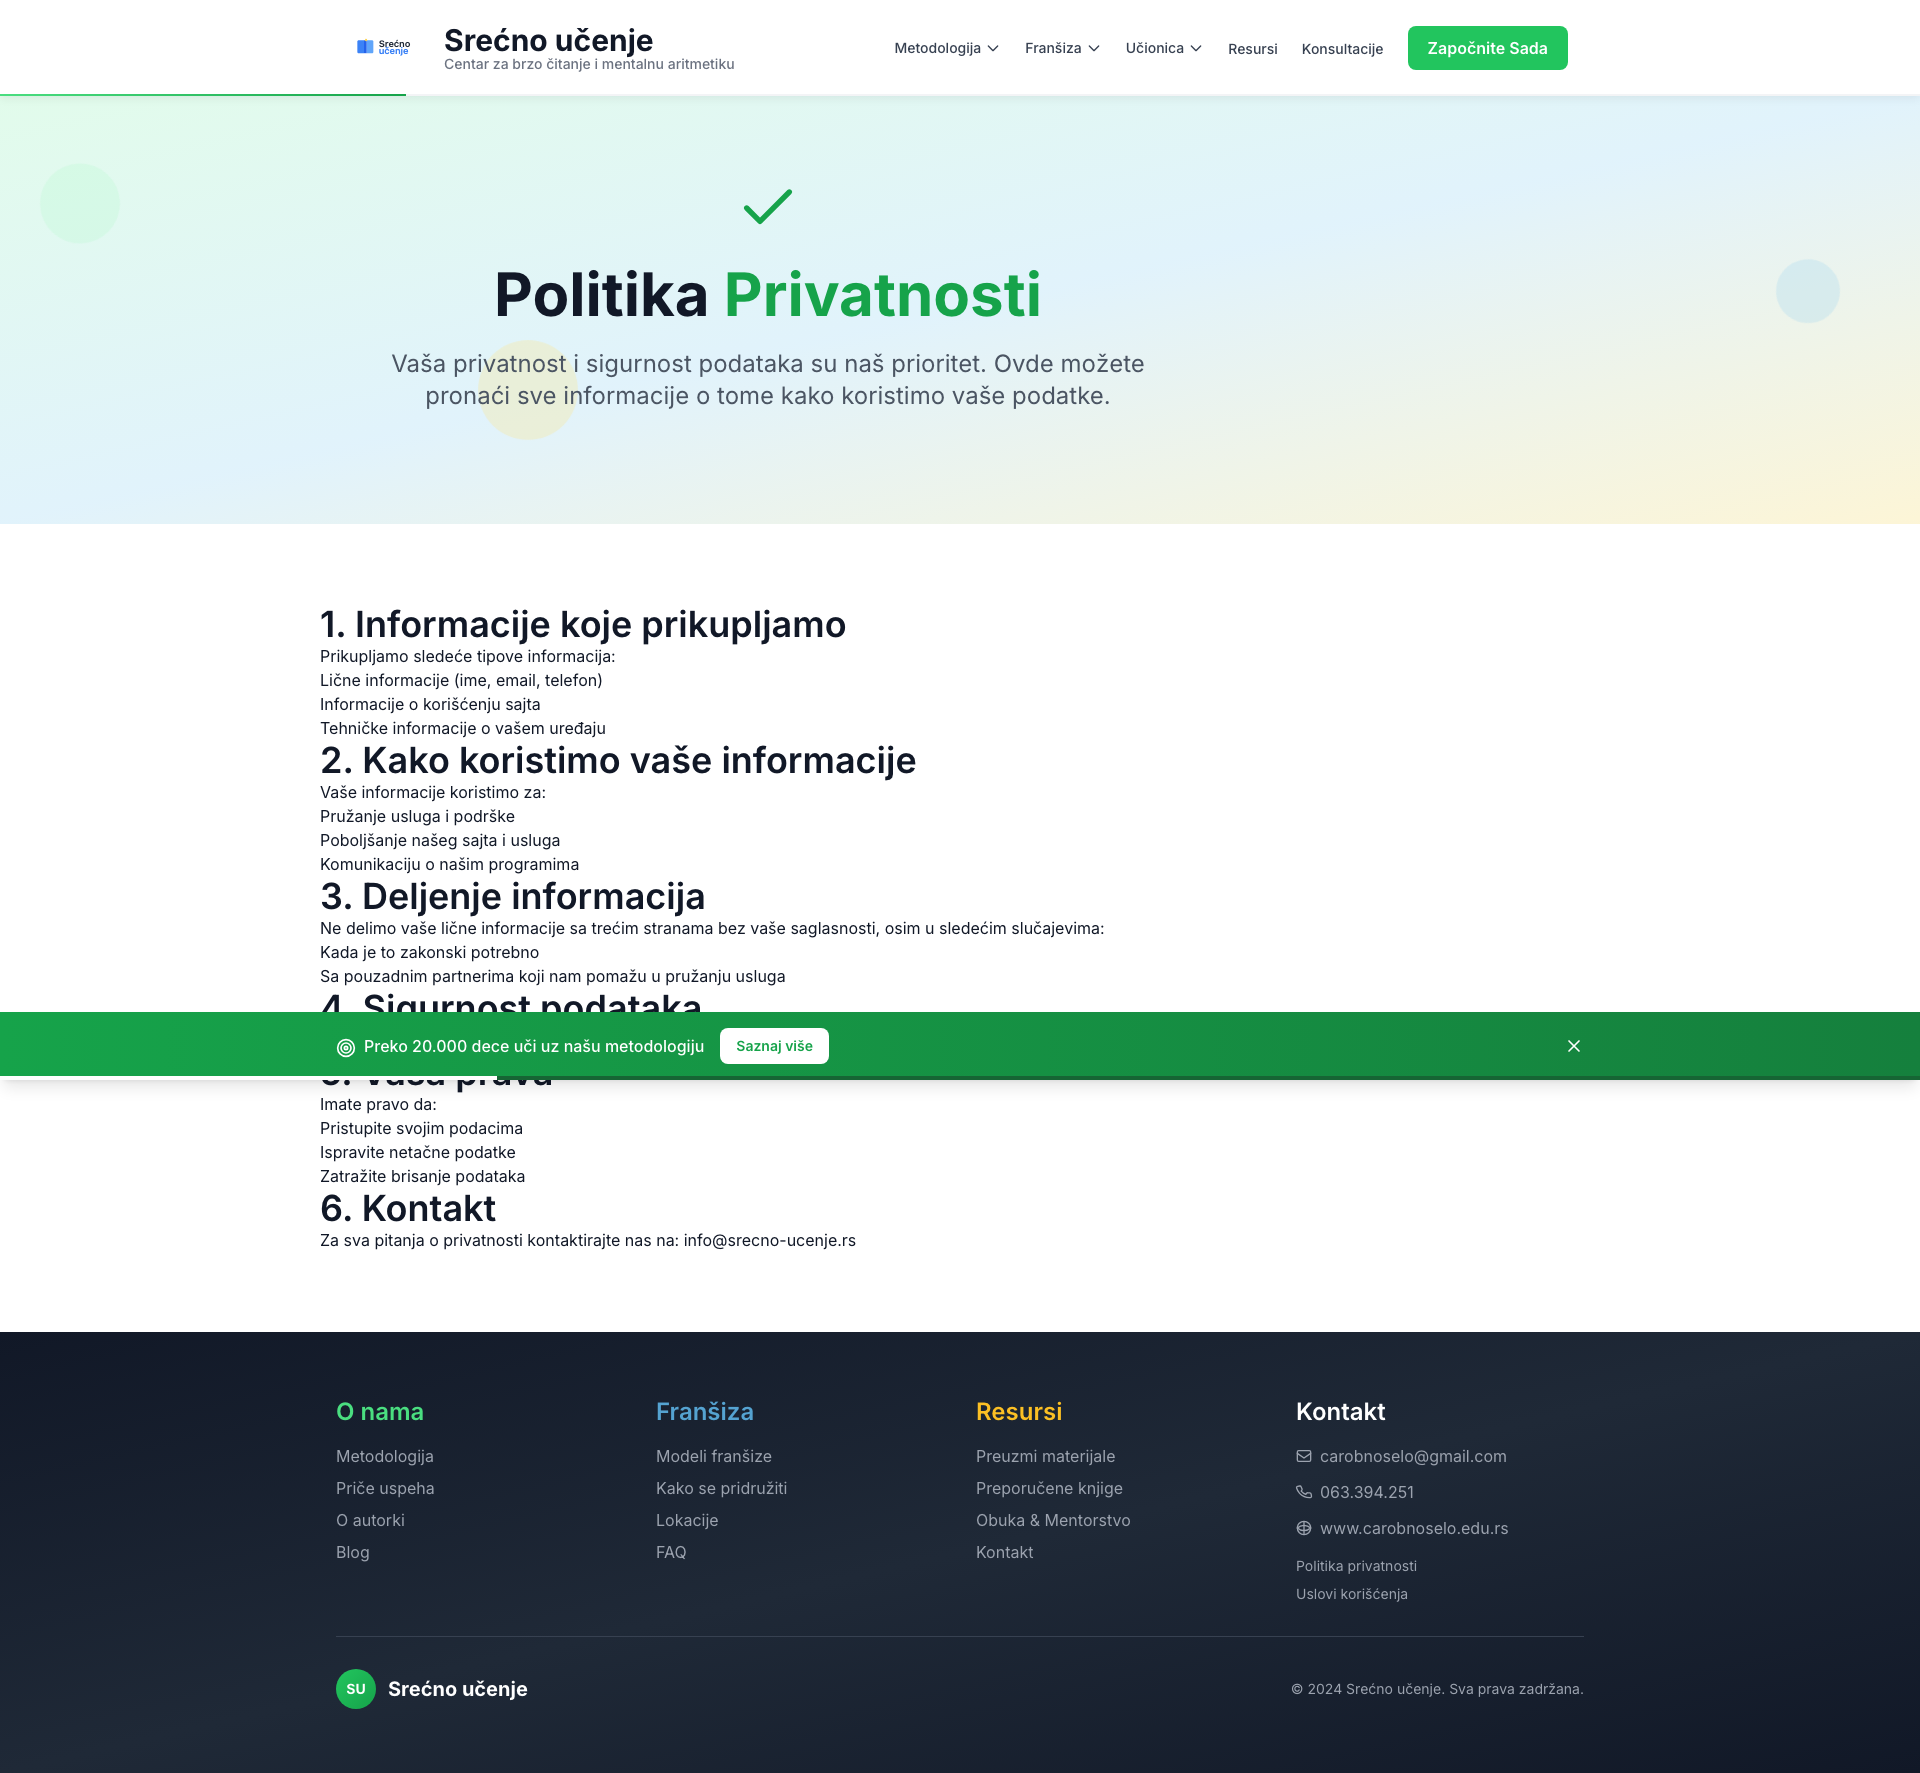 Srećno
učenje
Srećno učenje
Centar za brzo čitanje i mentalnu aritmetiku
Metodologija
Franšiza
Učionica
Resursi
Konsultacije
Započnite Sada
Politika Privatnosti
Vaša privatnost i sigurnost podataka su naš prioritet. Ovde možete
pronaći sve informacije o tome kako koristimo vaše podatke.
1. Informacije koje prikupljamo
Prikupljamo sledeće tipove informacija:
Lične informacije (ime, email, telefon)
Informacije o korišćenju sajta
Tehničke informacije o vašem uređaju
2. Kako koristimo vaše informacije
Vaše informacije koristimo za:
Pružanje usluga i podrške
Poboljšanje našeg sajta i usluga
Komunikaciju o našim programima
3. Deljenje informacija
Ne delimo vaše lične informacije sa trećim stranama bez vaše saglasnosti, osim u sledećim slučajevima:
Kada je to zakonski potrebno
Sa pouzadnim partnerima koji nam pomažu u pružanju usluga
4. Sigurnost podataka
Preko 20.000 dece uči uz našu metodologiju
Saznaj više
5. Vaša prava
Imate pravo da:
Pristupite svojim podacima
Ispravite netačne podatke
Zatražite brisanje podataka
6. Kontakt
Za sva pitanja o privatnosti kontaktirajte nas na: info@srecno-ucenje.rs
O nama
Metodologija
Priče uspeha
O autorki
Blog
Franšiza
Modeli franšize
Kako se pridružiti
Lokacije
FAQ
Resursi
Preuzmi materijale
Preporučene knjige
Obuka & Mentorstvo
Kontakt
Kontakt
carobnoselo@gmail.com
063.394.251
www.carobnoselo.edu.rs
Politika privatnosti
Uslovi korišćenja
SU
Srećno učenje
© 2024 Srećno učenje. Sva prava zadržana.